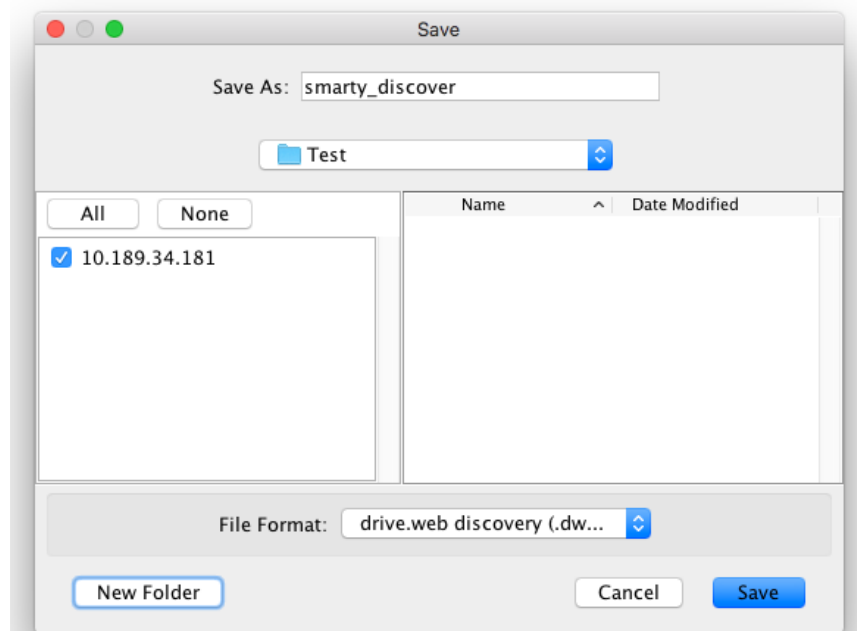 Save
Save As: smarty_discover
Test
All None
Name Date Modified
10.189.34.181
File Format: drive.web discovery (.dw...
New Folder Cancel Save